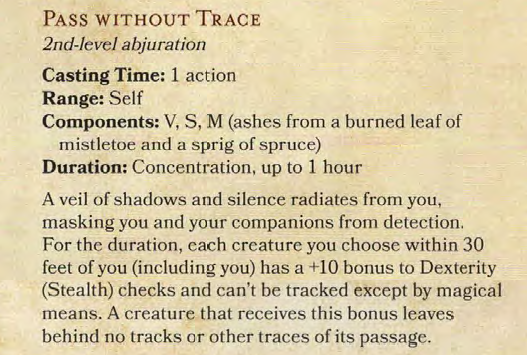 Pass without Trace
2nd-level abjuration
Casting Time: 1 action
Range: Self
Components: V, S, M (ashes from a burned leaf of
mistletoe and a sprig of spruce)
Duration: Concentration, up to 1 hour
A veil of shadows and silence radiates from you,
masking you and your companions from detection.
For the duration, each creature you choose within 30
feet of you (including you) has a +10 bonus to Dexterity
(Stealth) checks and can't be tracked except by magical
means. A creature that receives this bonus leaves
behind no tracks or other traces of its passage.